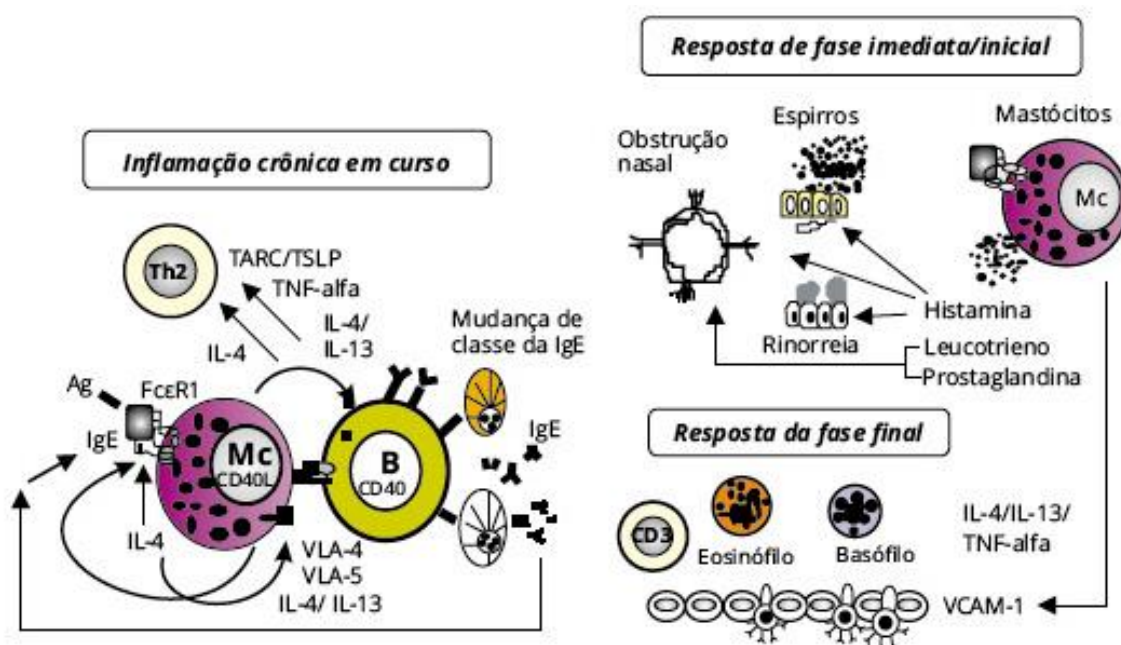 Inflamação crônica em curso
Th2
TARC/TSLP
TNF-alfa
IL-4/
IL-13
IL-4
Mudança de
classe da IgE
Ag
FcεR1
IgE
Mc
CD40L
B
CD40
IgE
IL-4
VLA-4
VLA-5
IL-4/ IL-13
Resposta de fase imediata/inicial
Obstrução
nasal
Espirros
Mastócitos
Mc
Histamina
Rinorreia
Leucotrieno
Prostaglandina
Resposta da fase final
CD3
Eosinófilo
Basófilo
IL-4/IL-13/
TNF-alfa
VCAM-1